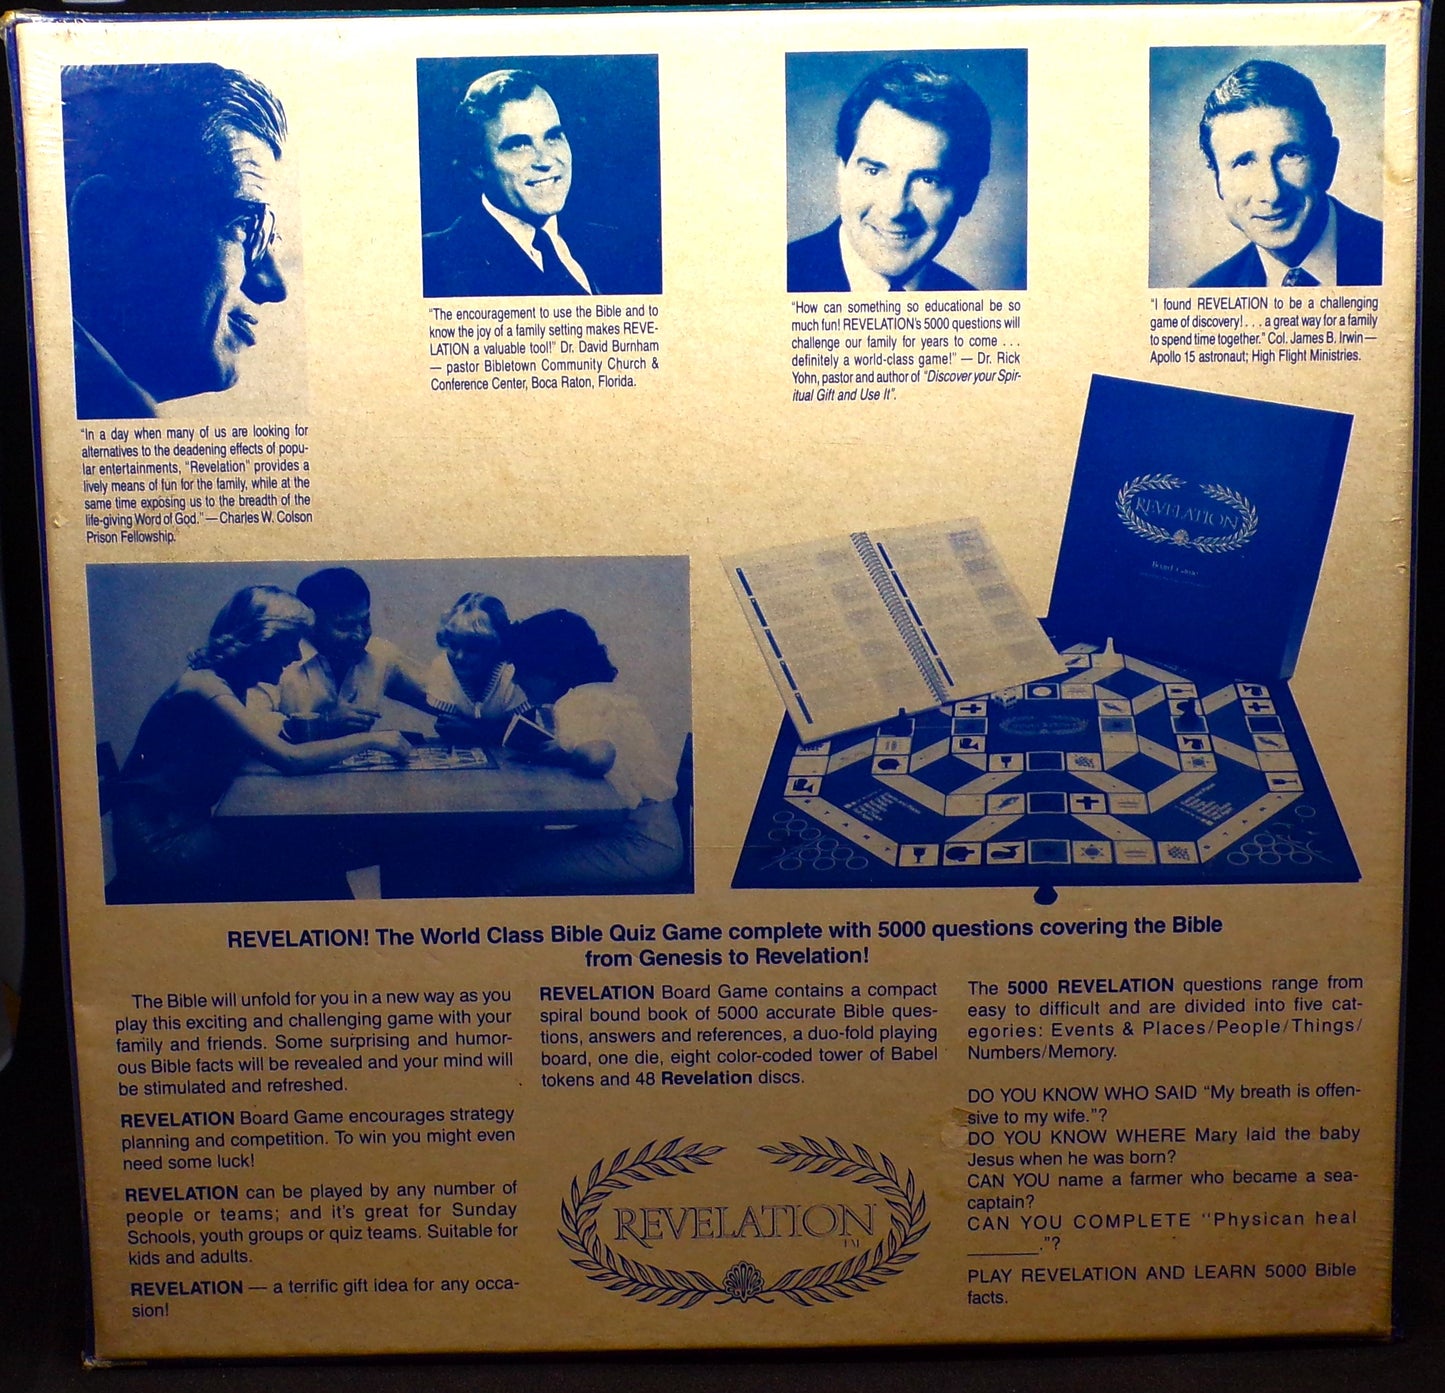 "In a day when many of us are looking for
alternatives to the deadening effects of popu-
lar entertainments, "Revelation" provides a
lively means of fun for the family, while at the
same time exposing us to the breadth of the
life-giving Word of God." — Charles W. Colson
Prison Fellowship.
"The encouragement to use the Bible and to
know the joy of a family setting makes REVE-
LATION a valuable tool!" Dr. David Burnham
— pastor Bibletown Community Church &
Conference Center, Boca Raton, Florida.
"How can something so educational be so
much fun! REVELATION's 5000 questions will
challenge our family for years to come . . .
definitely a world-class game!" — Dr. Rick
Yohn, pastor and author of "Discover your Spir-
itual Gift and Use It".
"I found REVELATION to be a challenging
game of discovery! . . . a great way for a family
to spend time together." Col. James B. Irwin —
Apollo 15 astronaut; High Flight Ministries.
REVELATION
Board Game
START
START
REVELATION! The World Class Bible Quiz Game complete with 5000 questions covering the Bible
from Genesis to Revelation!
The Bible will unfold for you in a new way as you
play this exciting and challenging game with your
family and friends. Some surprising and humor-
ous Bible facts will be revealed and your mind will
be stimulated and refreshed.
REVELATION Board Game encourages strategy
planning and competition. To win you might even
need some luck!
REVELATION can be played by any number of
people or teams; and it's great for Sunday
Schools, youth groups or quiz teams. Suitable for
kids and adults.
REVELATION — a terrific gift idea for any occa-
sion!
REVELATION Board Game contains a compact
spiral bound book of 5000 accurate Bible ques-
tions, answers and references, a duo-fold playing
board, one die, eight color-coded tower of Babel
tokens and 48 Revelation discs.
REVELATION TM
The 5000 REVELATION questions range from
easy to difficult and are divided into five cat-
egories: Events & Places/People/Things/
Numbers/Memory.
DO YOU KNOW WHO SAID "My breath is offen-
sive to my wife."?
DO YOU KNOW WHERE Mary laid the baby
Jesus when he was born?
CAN YOU name a farmer who became a sea-
captain?
CAN YOU COMPLETE "Physican heal
________."?
PLAY REVELATION AND LEARN 5000 Bible
facts.